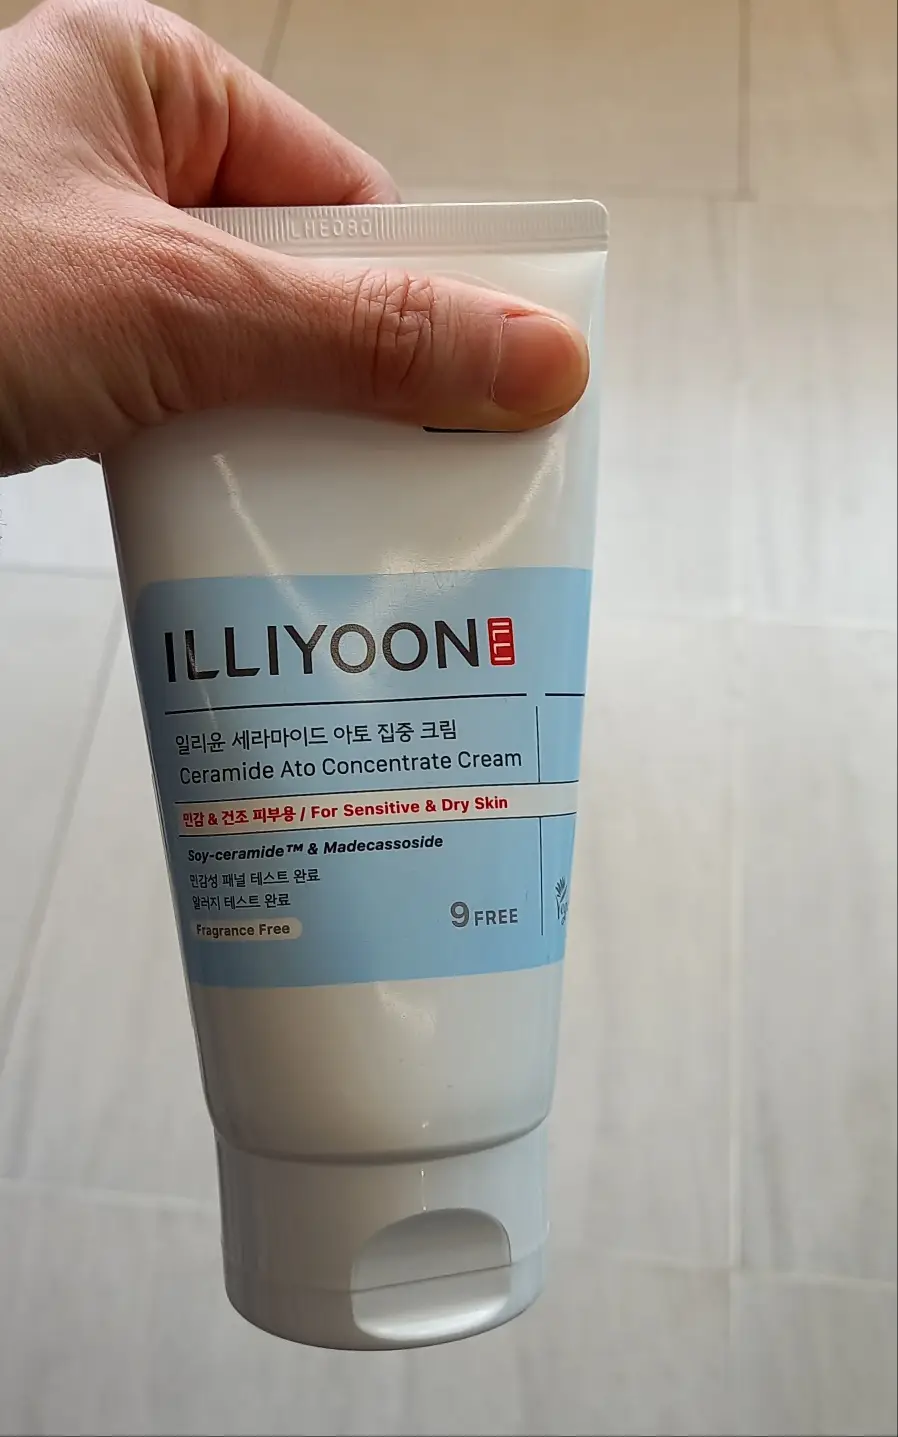 LHE080
ILLIYOON ILLI
일리윤 세라마이드 아토 집중 크림
Ceramide Ato Concentrate Cream
민감 & 건조 피부용 / For Sensitive & Dry Skin
Soy-ceramide™ & Madecassoside
민감성 패널 테스트 완료
알러지 테스트 완료
Fragrance Free
9 FREE